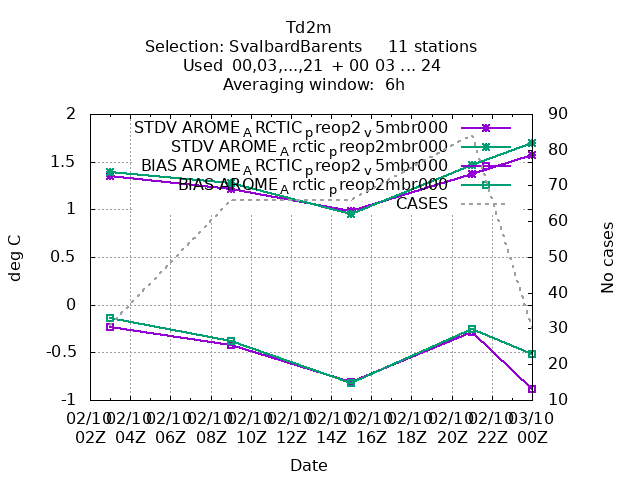 Td2m
Selection: SvalbardBarents 11 stations
Used 00,03,...,21 + 00 03 ... 24
Averaging window: 6h
STDV AROME_A RCTIC_p reop2_v 5mbr000
STDV AROME_A rctic_p reop2mbr000
BIAS AROME_A RCTIC_p reop2_v 5mbr000
BIAS AROME_A rctic_p reop2mbr000
CASES
2
1.5
1
0.5
0
-0.5
-1
deg C
90
80
70
60
50
40
30
20
10
No cases
02/10 02/10 02/10 02/10 02/10 02/10 02/10 02/10 02/10 02/10 02/10 03/10
02Z 04Z 06Z 08Z 10Z 12Z 14Z 16Z 18Z 20Z 22Z 00Z
Date